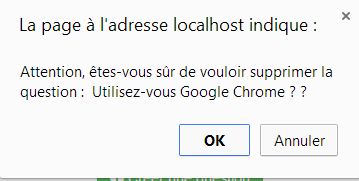 La page à l'adresse localhost indique :
Attention, êtes-vous sûr de vouloir supprimer la
question :  Utilisez-vous Google Chrome ? ?
OK
Annuler